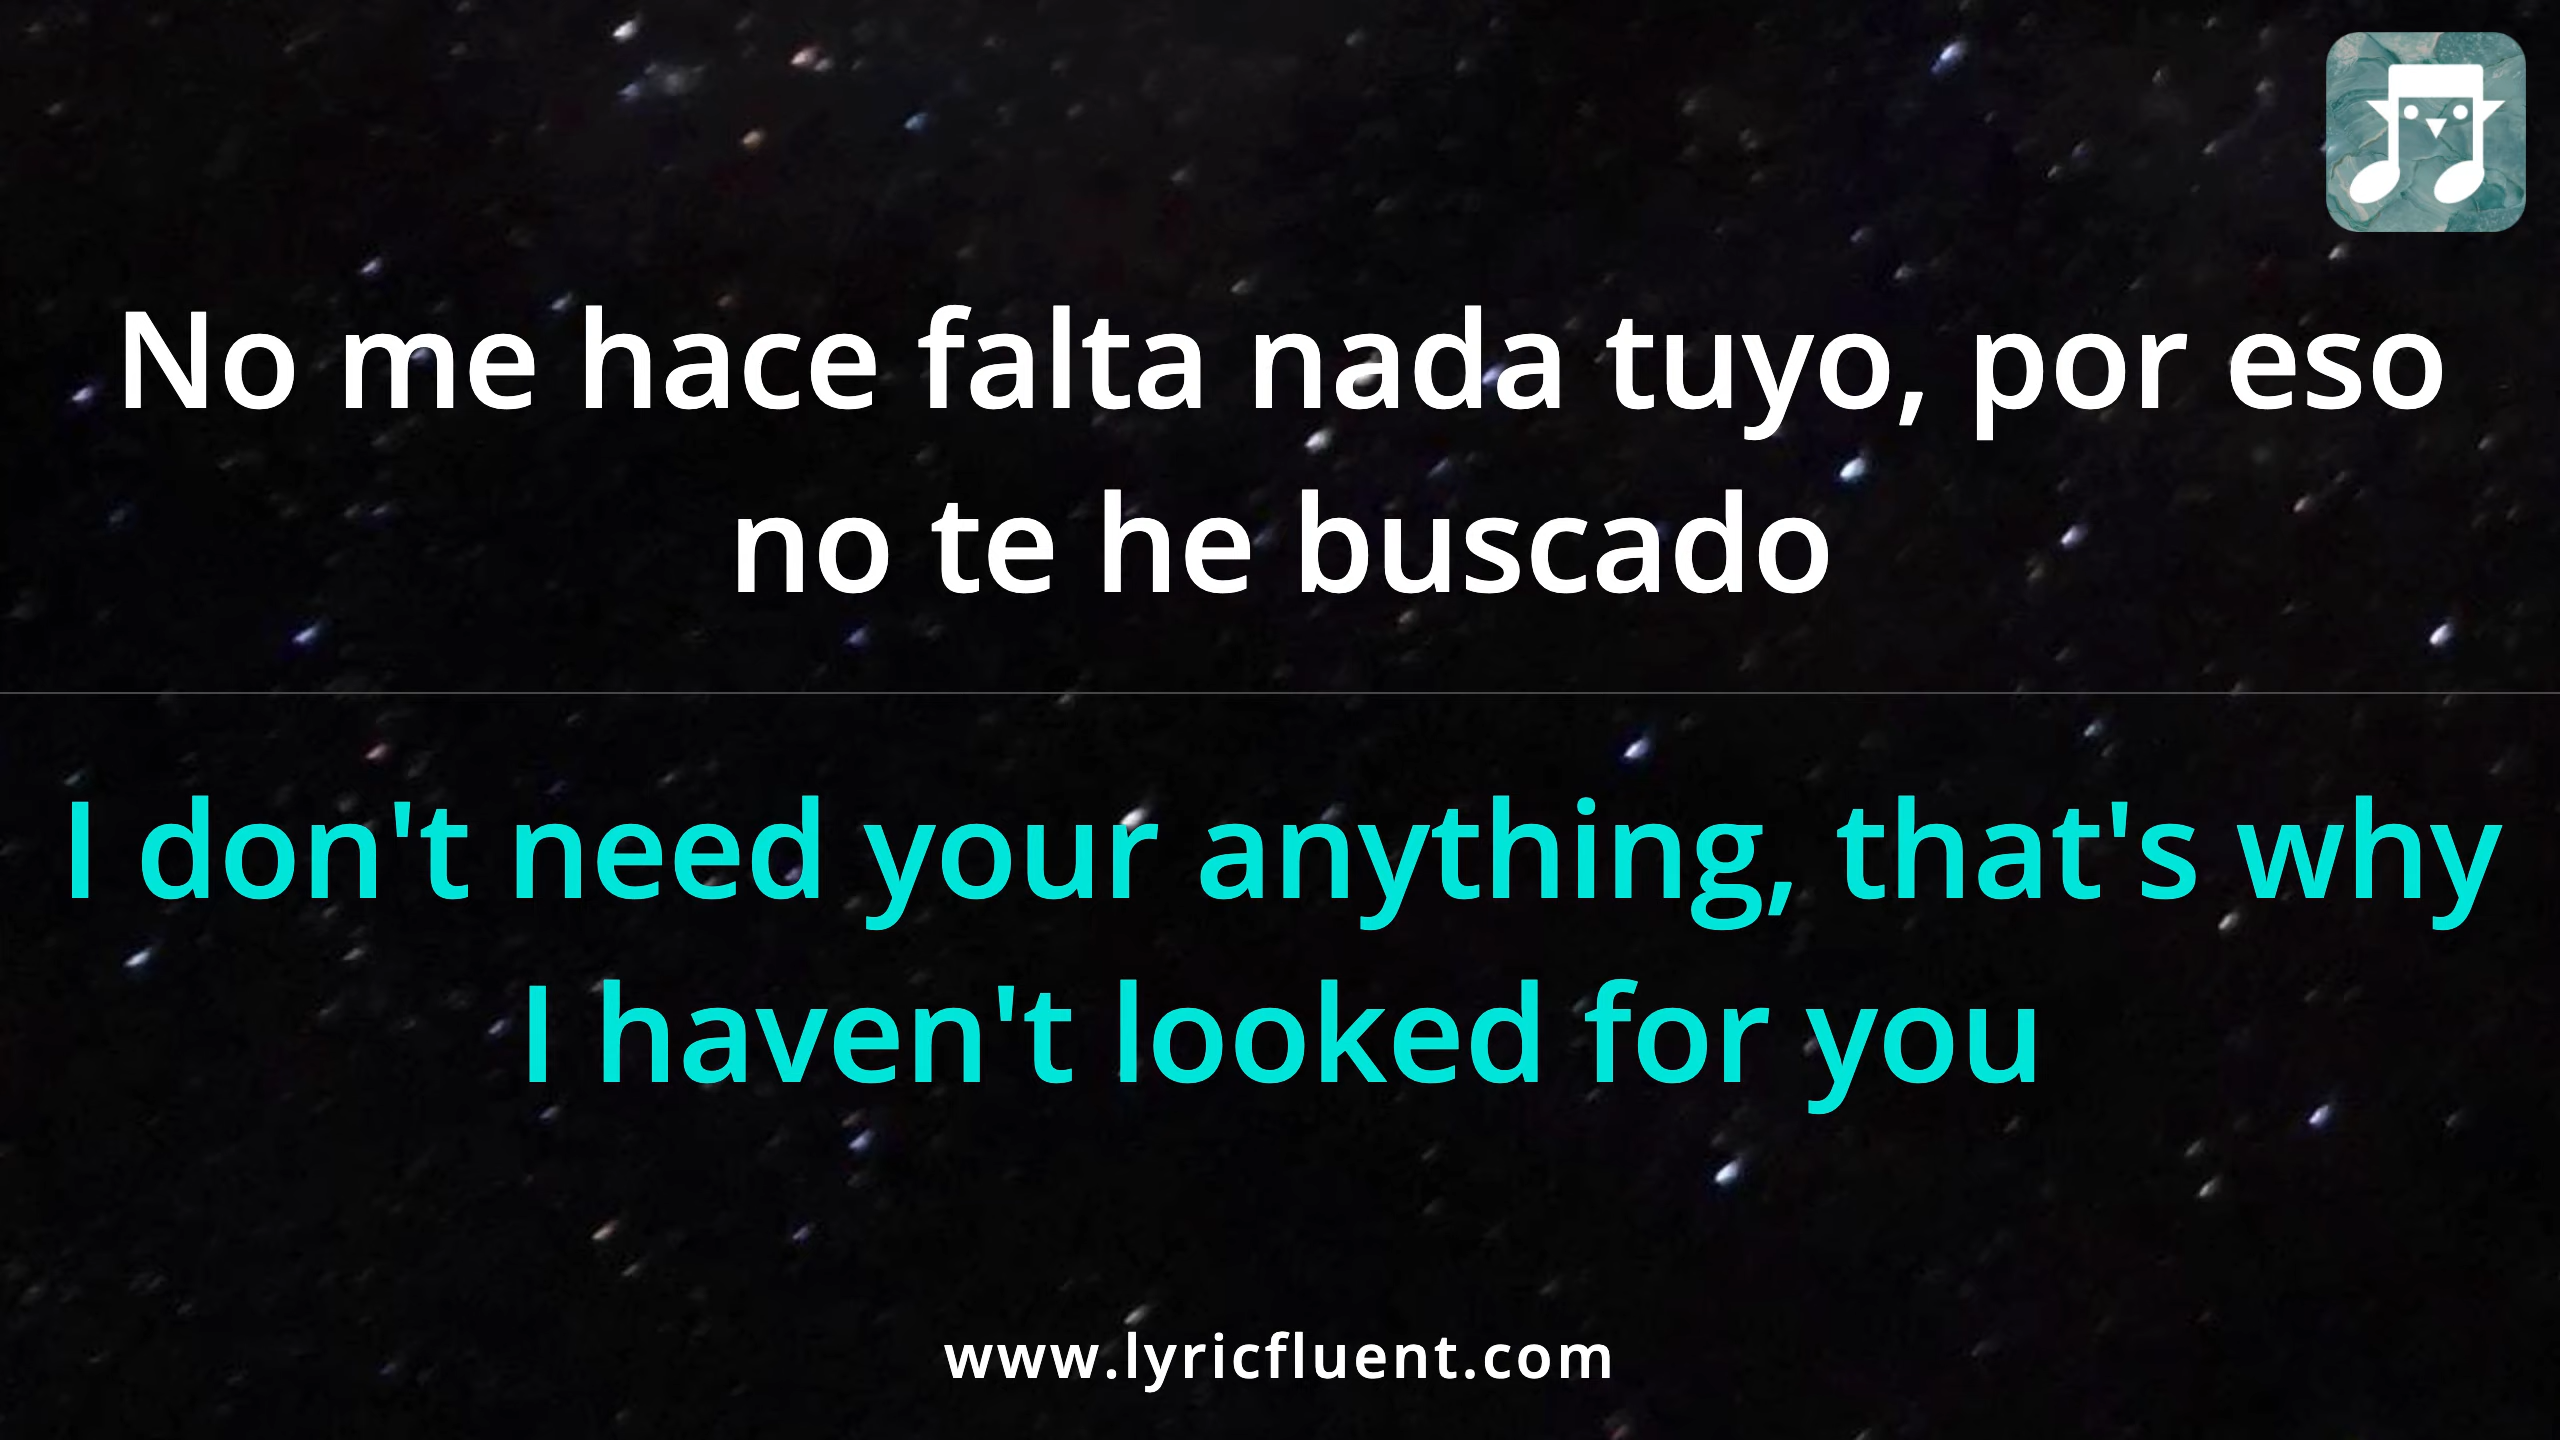 No me hace falta nada tuyo, por eso
no te he buscado
I don't need your anything, that's why
I haven't looked for you
www.lyricfluent.com